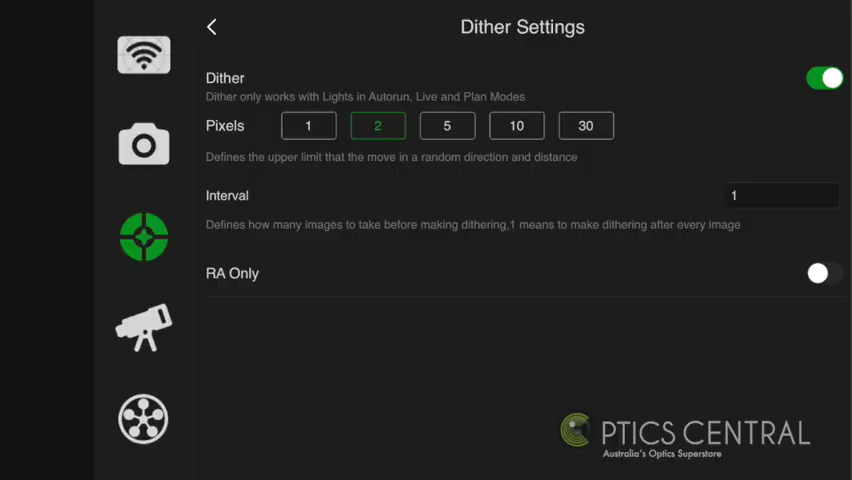 Dither Settings
Dither
Dither only works with Lights in Autorun, Live and Plan Modes
Pixels 1 2 5 10 30
Defines the upper limit that the move in a random direction and distance
Interval 1
Defines how many images to take before making dithering,1 means to make dithering after every image
RA Only
OPTICS CENTRAL
Australia's Optics Superstore